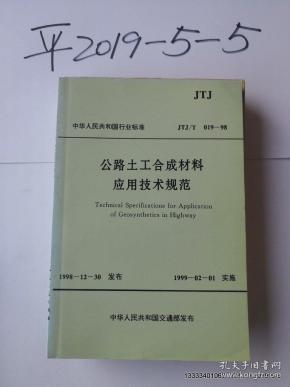 平2019-5-5
JTJ
中华人民共和国行业标准 JTJ/T 019-98
公路土工合成材料
应用技术规范
Technical Specifications for Application
of Geosynthetics in Highway
1998-12-30 发布 1999-02-01 实施
中华人民共和国交通部发布
孔夫子旧书网